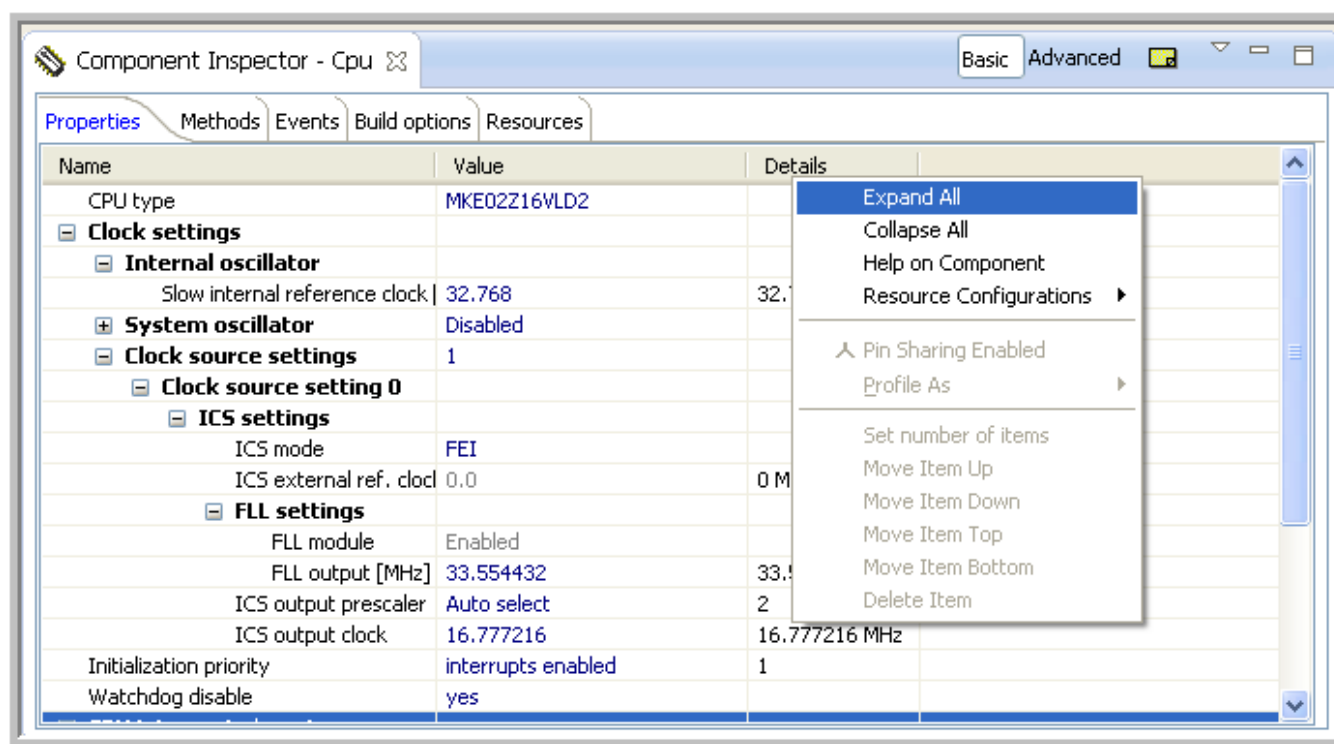 Component Inspector - Cpu
Basic Advanced
Properties Methods Events Build options Resources
Name Value Details
CPU type MKE02Z16VLD2
Clock settings
Internal oscillator
Slow internal reference clock 32.768 32.
System oscillator Disabled
Clock source settings 1
Clock source setting 0
ICS settings
ICS mode FEI
ICS external ref. cloc 0.0 0 M
FLL settings
FLL module Enabled
FLL output [MHz] 33.554432 33.
ICS output prescaler Auto select 2
ICS output clock 16.777216 16.777216 MHz
Initialization priority interrupts enabled 1
Watchdog disable yes
Expand All
Collapse All
Help on Component
Resource Configurations
Pin Sharing Enabled
Profile As
Set number of items
Move Item Up
Move Item Down
Move Item Top
Move Item Bottom
Delete Item